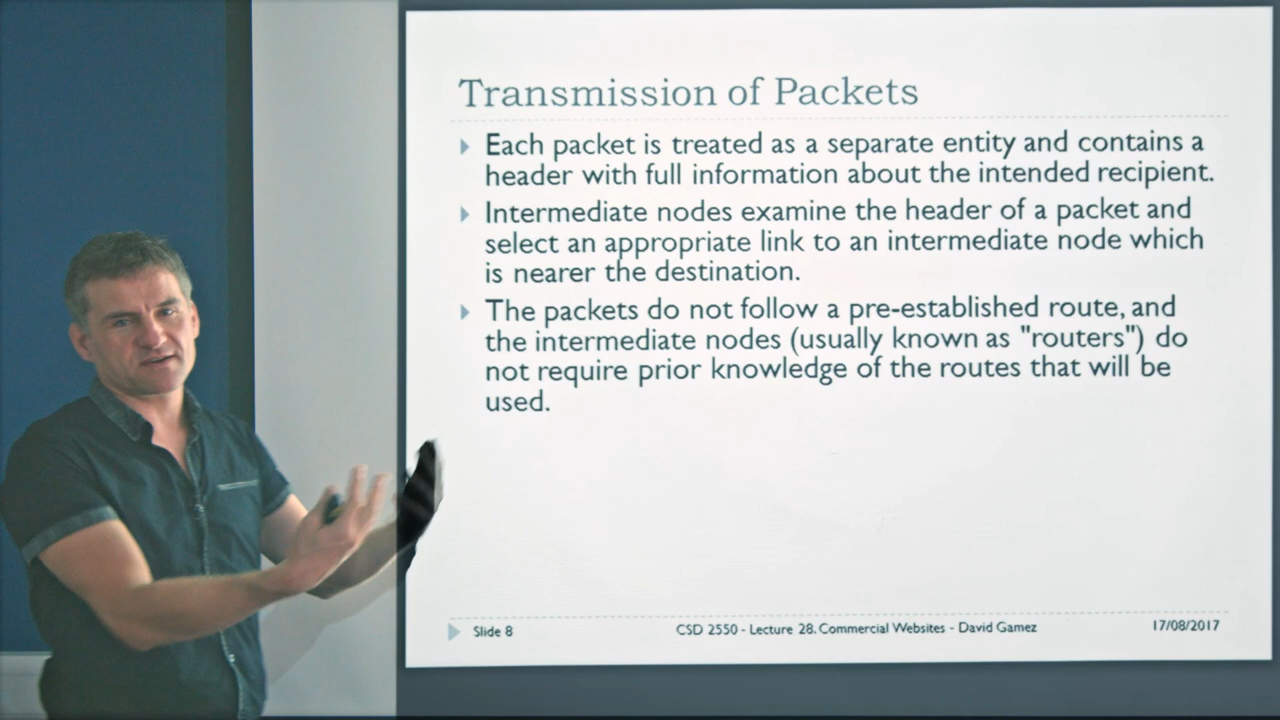 Transmission of Packets
Each packet is treated as a separate entity and contains a
header with full information about the intended recipient.
Intermediate nodes examine the header of a packet and
select an appropriate link to an intermediate node which
is nearer the destination.
The packets do not follow a pre-established route, and
the intermediate nodes (usually known as "routers") do
not require prior knowledge of the routes that will be
used.
Slide 8
CSD 2550 - Lecture 28. Commercial Websites - David Gamez
17/08/2017